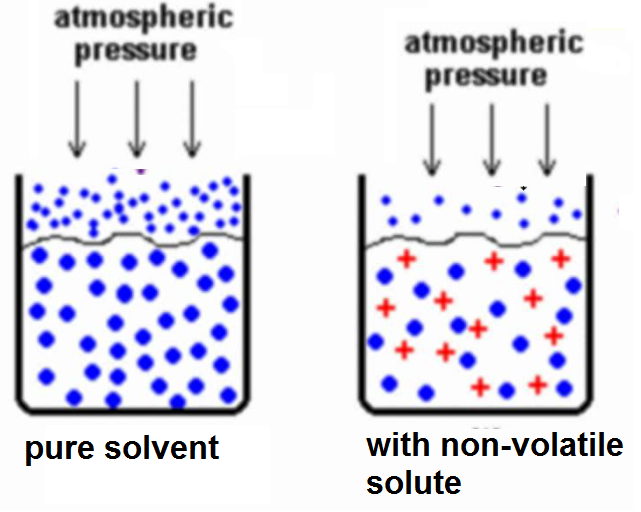 atmospheric
pressure
atmospheric
pressure
pure solvent
with non-volatile
solute